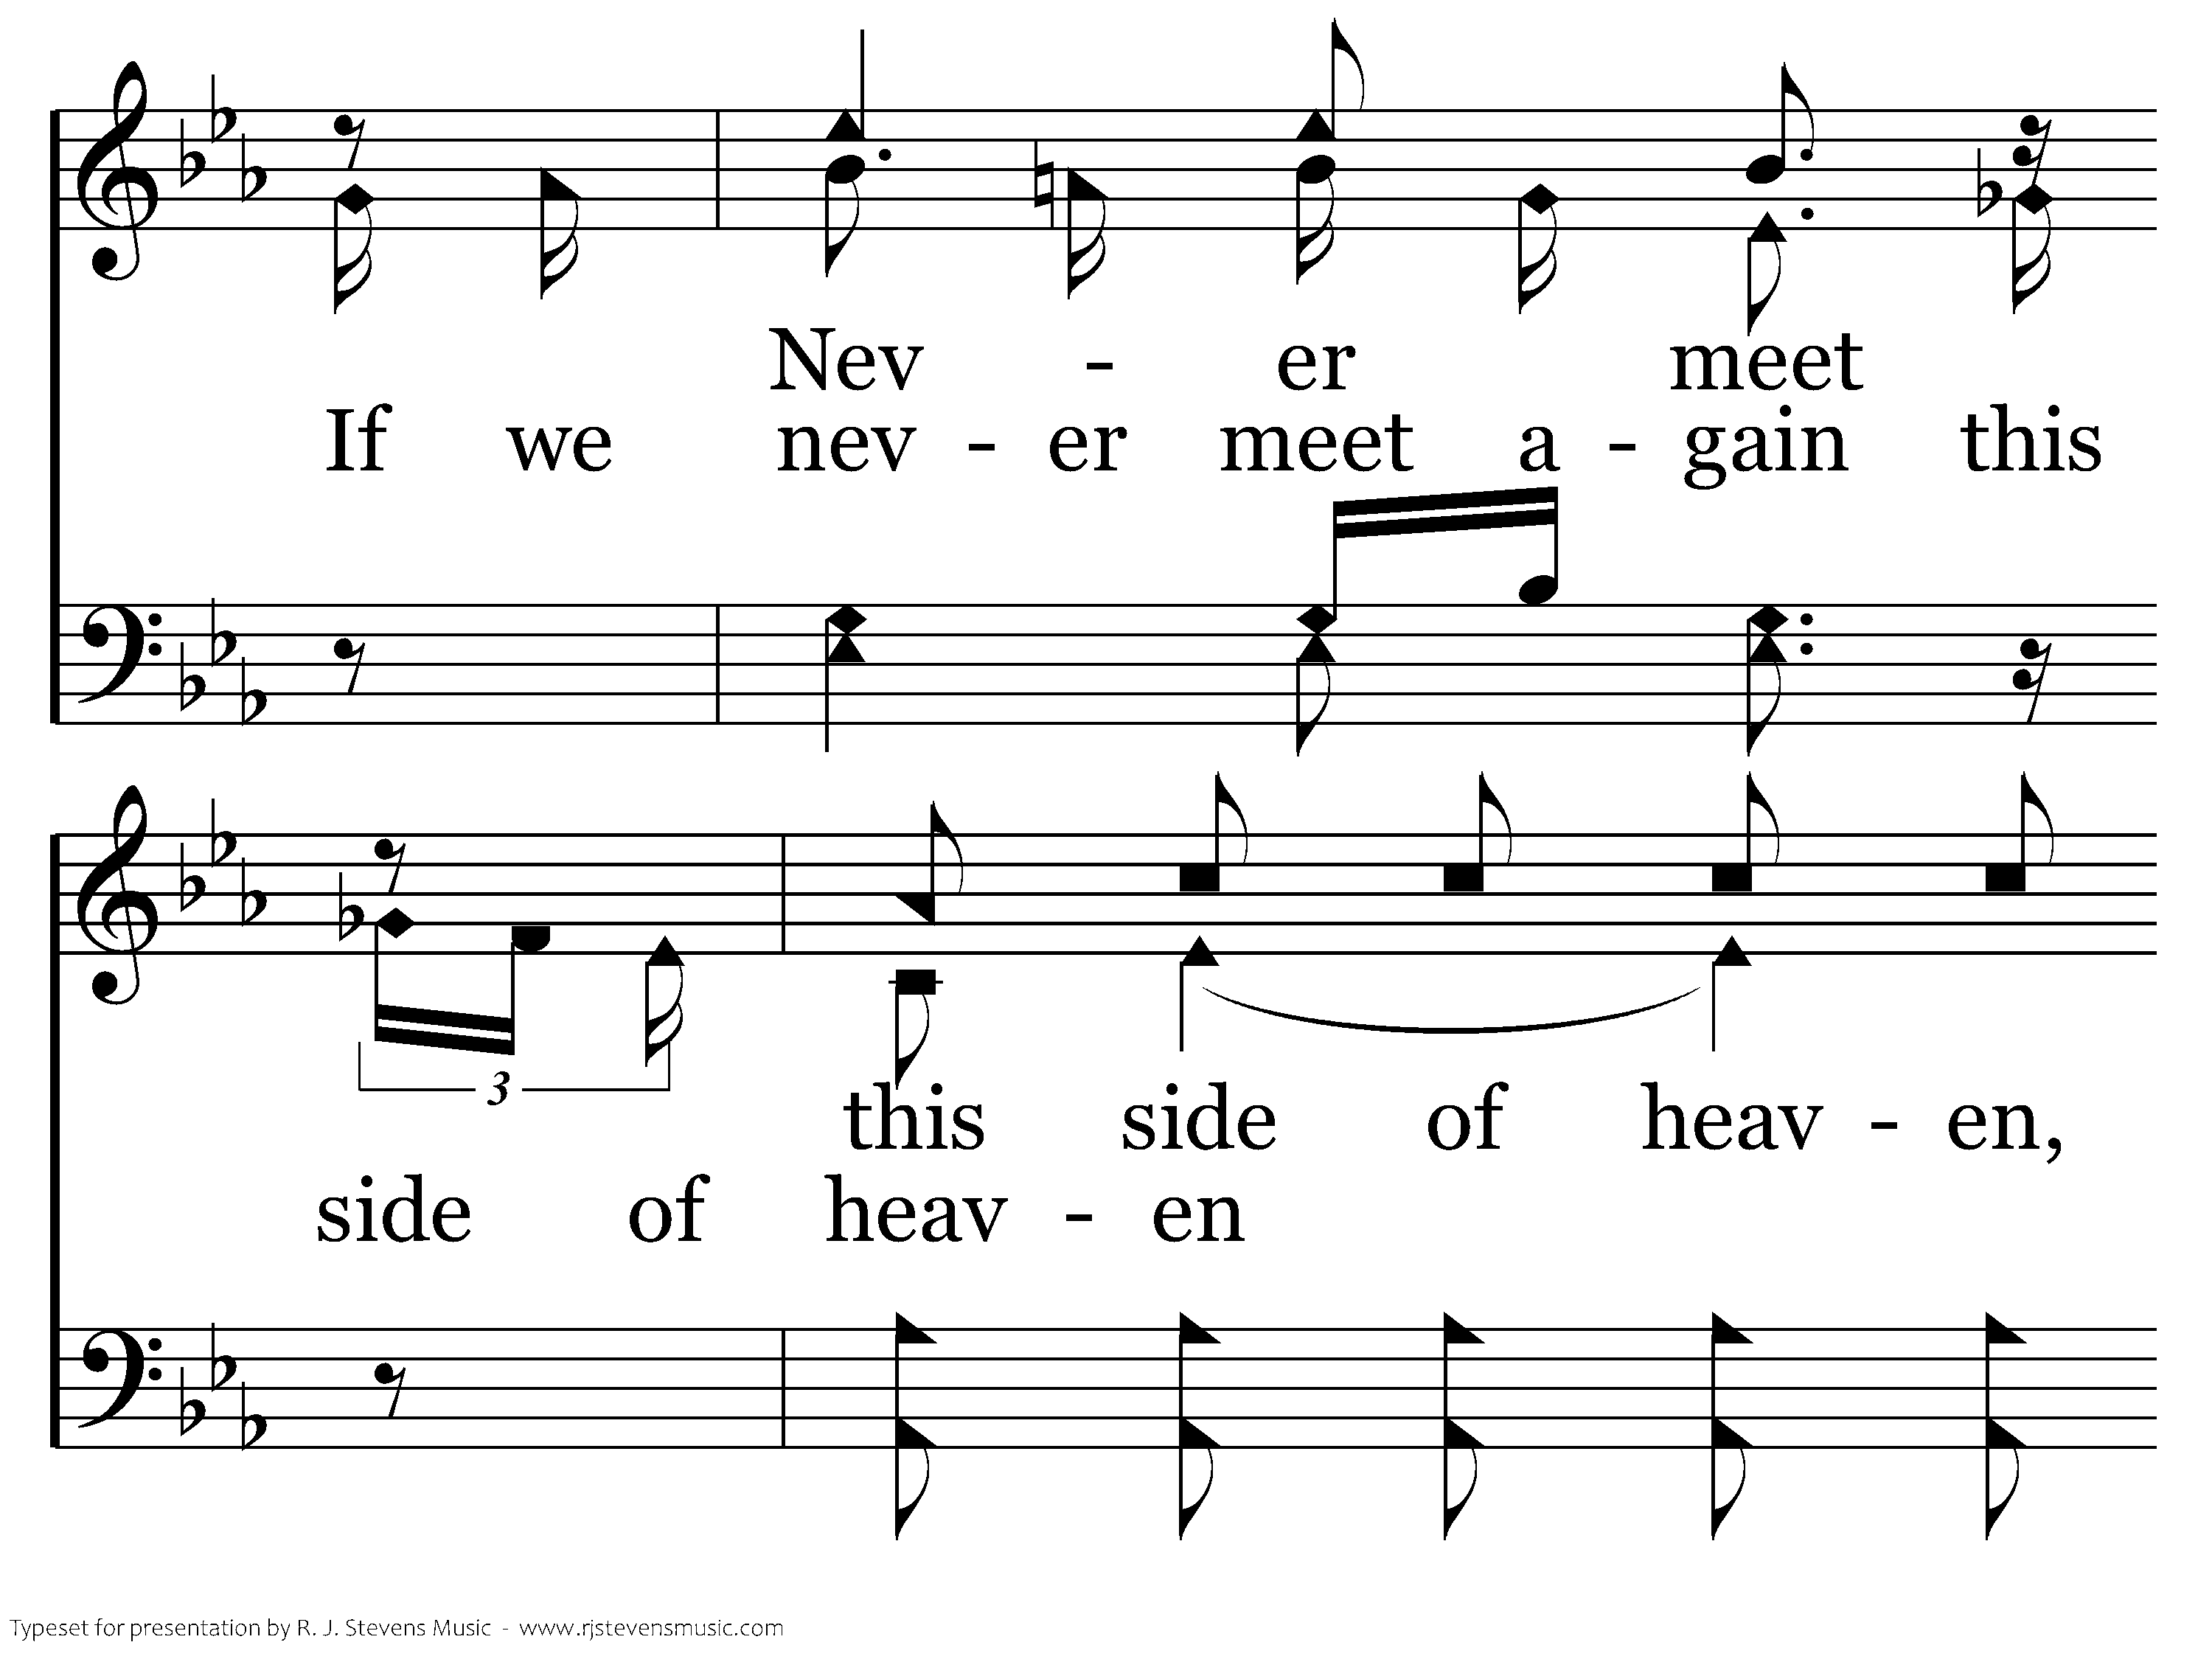 Nev - er meet
If we nev - er meet a - gain this
3
this side of heav - en,
side of heav - en
Typeset for presentation by R. J. Stevens Music - www.rjstevensmusic.com